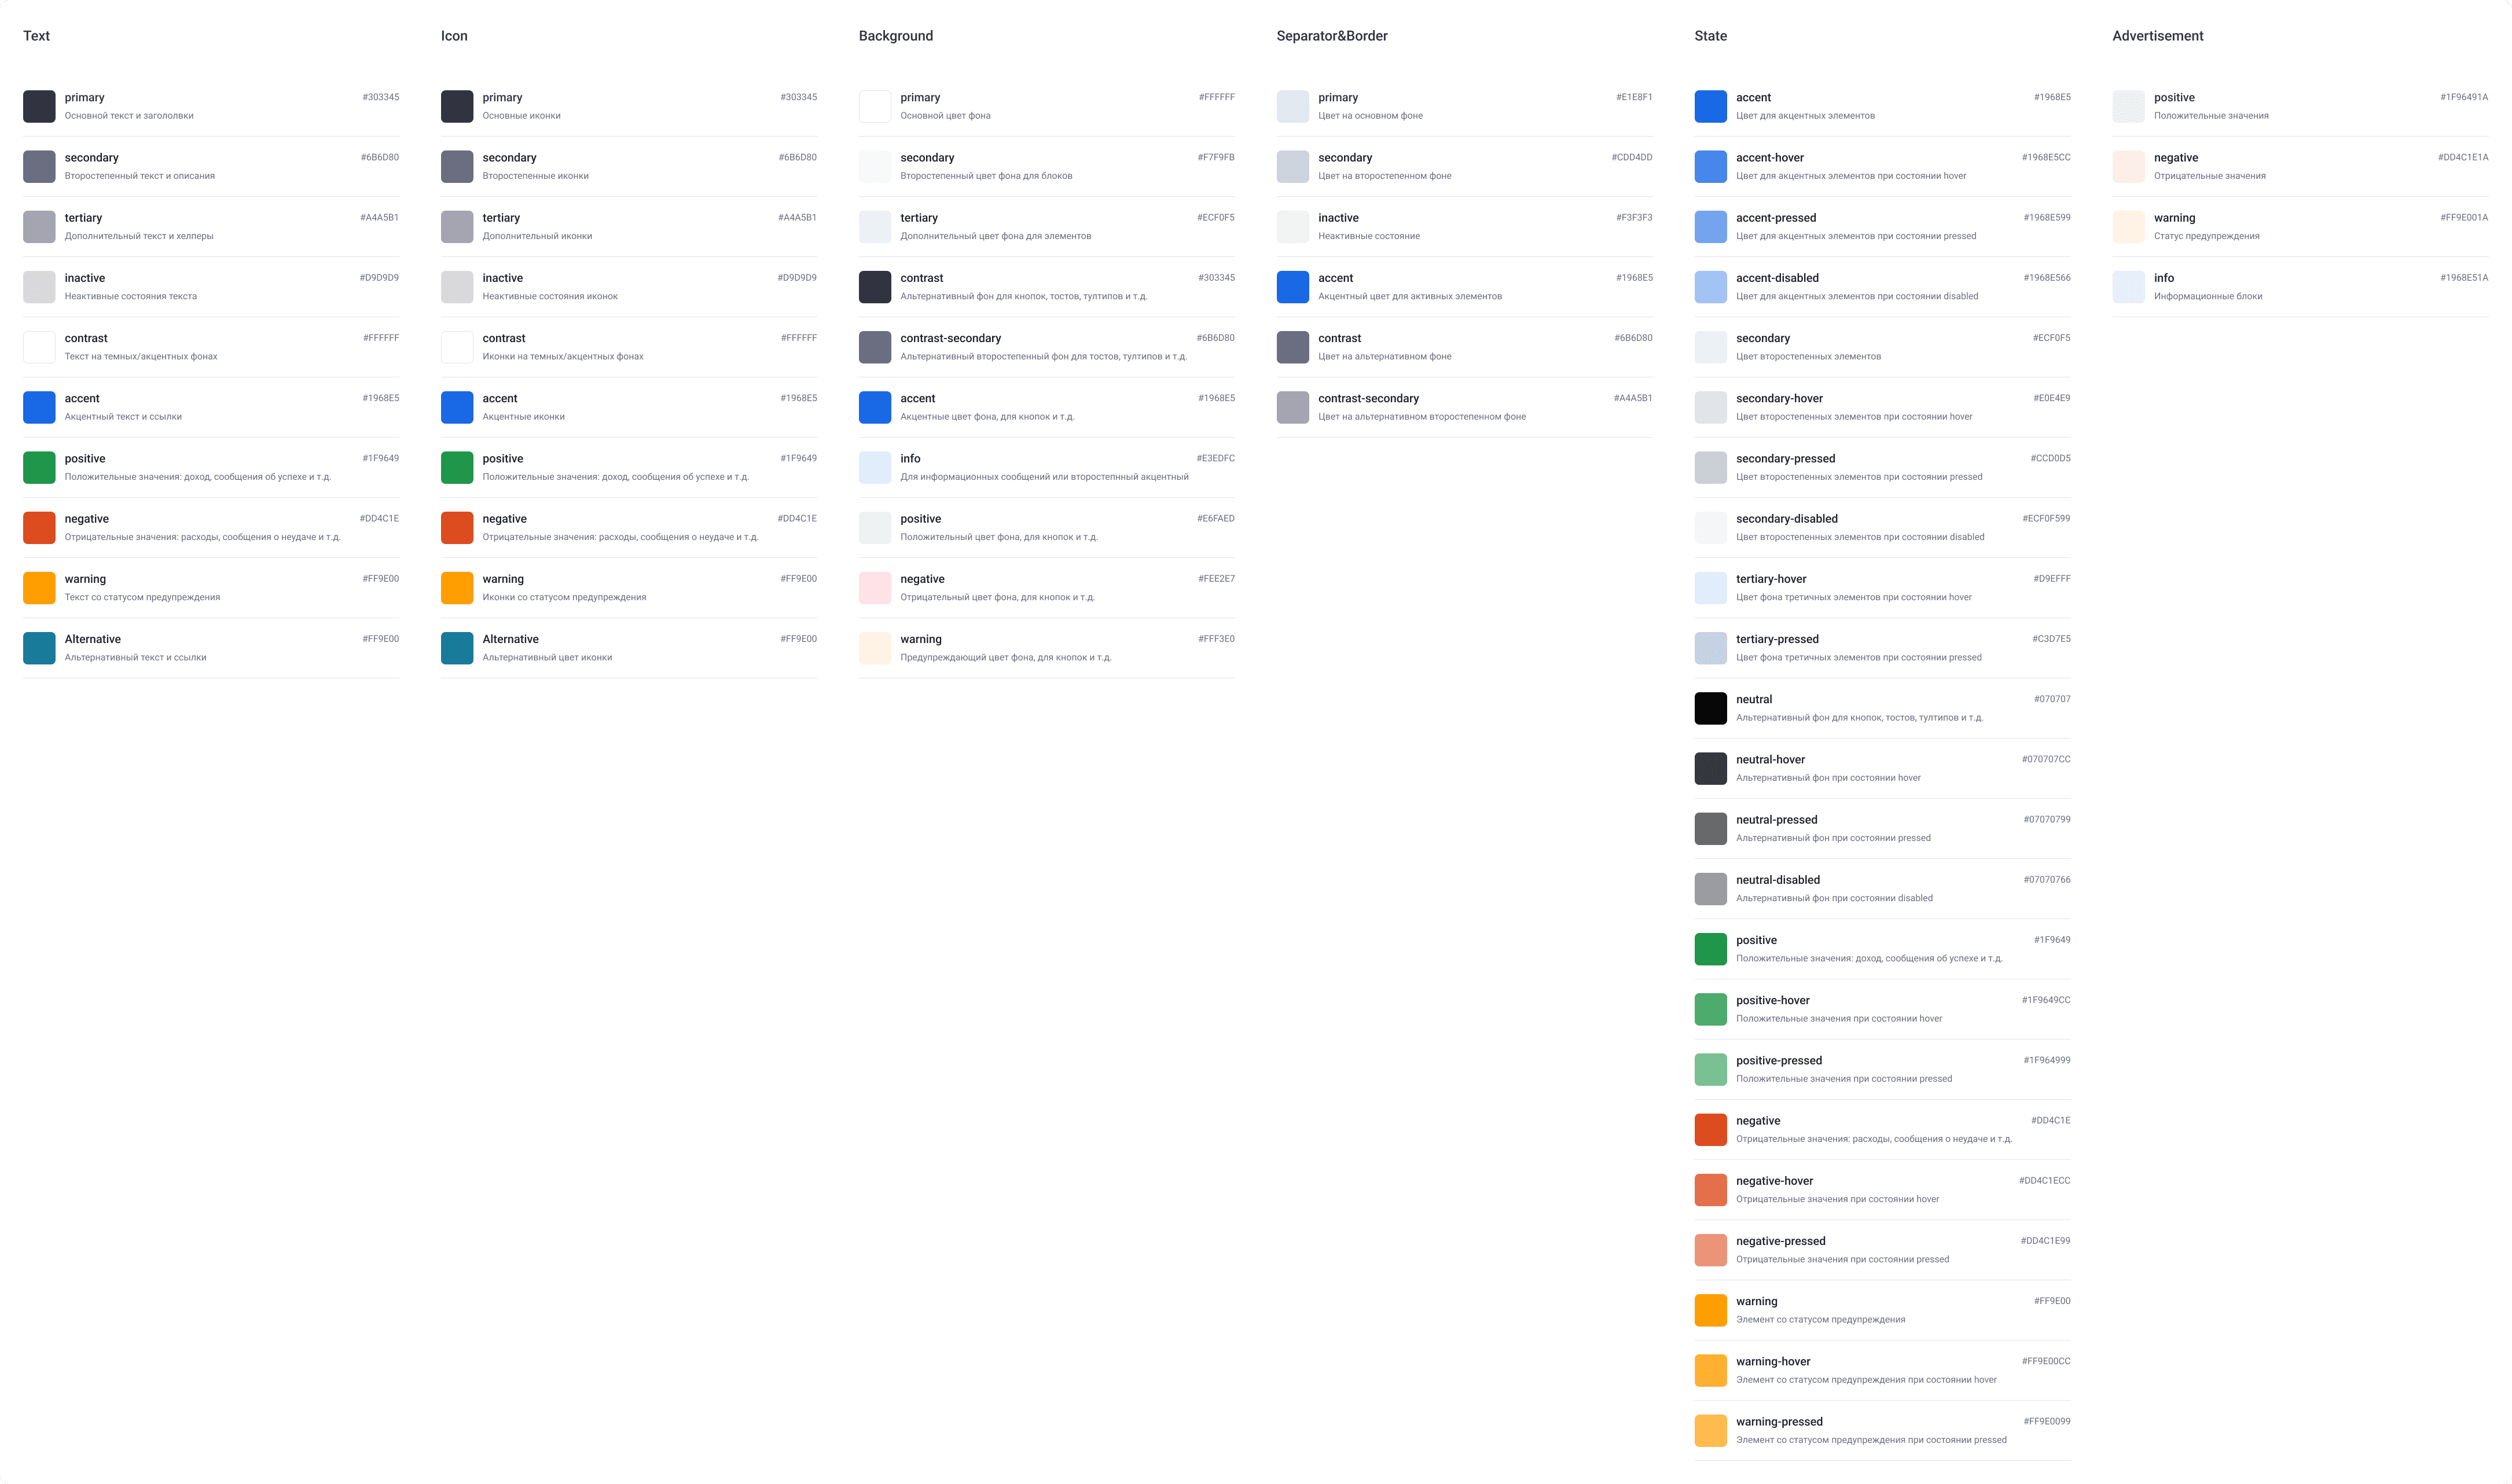 Text
primary
#303345
Основной текст и загололвки
secondary
#6B6D80
Второстепенный текст и описания
tertiary
#A4A5B1
Дополнительный текст и хелперы
inactive
#D9D9D9
Неактивные состояния текста
contrast
#FFFFFF
Текст на темных/акцентных фонах
accent
#1968E5
Акцентный текст и ссылки
positive
#1F9649
Положительные значения: доход, сообщения об успехе и т.д.
negative
#DD4C1E
Отрицательные значения: расходы, сообщения о неудаче и т.д.
warning
#FF9E00
Текст со статусом предупреждения
Alternative
#FF9E00
Альтернативный текст и ссылки
Icon
primary
#303345
Основные иконки
secondary
#6B6D80
Второстепенные иконки
tertiary
#A4A5B1
Дополнительный иконки
inactive
#D9D9D9
Неактивные состояния иконок
contrast
#FFFFFF
Иконки на темных/акцентных фонах
accent
#1968E5
Акцентные иконки
positive
#1F9649
Положительные значения: доход, сообщения об успехе и т.д.
negative
#DD4C1E
Отрицательные значения: расходы, сообщения о неудаче и т.д.
warning
#FF9E00
Иконки со статусом предупреждения
Alternative
#FF9E00
Альтернативный цвет иконки
Background
primary
#FFFFFF
Основной цвет фона
secondary
#F7F9FB
Второстепенный цвет фона для блоков
tertiary
#ECF0F5
Дополнительный цвет фона для элементов
contrast
#303345
Альтернативный фон для кнопок, тостов, тултипов и т.д.
contrast-secondary
#6B6D80
Альтернативный второстепенный фон для тостов, тултипов и т.д.
accent
#1968E5
Акцентные цвет фона, для кнопок и т.д.
info
#E3EDFC
Для информационных сообщений или второстепнный акцентный
positive
#E6FAED
Положительный цвет фона, для кнопок и т.д.
negative
#FEE2E7
Отрицательный цвет фона, для кнопок и т.д.
warning
#FFF3E0
Предупреждающий цвет фона, для кнопок и т.д.
Separator&Border
primary
#E1E8F1
Цвет на основном фоне
secondary
#CDD4DD
Цвет на второстепенном фоне
inactive
#F3F3F3
Неактивные состояние
accent
#1968E5
Акцентный цвет для активных элементов
contrast
#6B6D80
Цвет на альтернативном фоне
contrast-secondary
#A4A5B1
Цвет на альтернативном второстепенном фоне
State
accent
#1968E5
Цвет для акцентных элементов
accent-hover
#1968E5CC
Цвет для акцентных элементов при состоянии hover
accent-pressed
#1968E599
Цвет для акцентных элементов при состоянии pressed
accent-disabled
#1968E566
Цвет для акцентных элементов при состоянии disabled
secondary
#ECF0F5
Цвет второстепенных элементов
secondary-hover
#E0E4E9
Цвет второстепенных элементов при состоянии hover
secondary-pressed
#CCD0D5
Цвет второстепенных элементов при состоянии pressed
secondary-disabled
#ECF0F599
Цвет второстепенных элементов при состоянии disabled
tertiary-hover
#D9EFFF
Цвет фона третичных элементов при состоянии hover
tertiary-pressed
#C3D7E5
Цвет фона третичных элементов при состоянии pressed
neutral
#070707
Альтернативный фон для кнопок, тостов, тултипов и т.д.
neutral-hover
#070707CC
Альтернативный фон при состоянии hover
neutral-pressed
#07070799
Альтернативный фон при состоянии pressed
neutral-disabled
#07070766
Альтернативный фон при состоянии disabled
positive
#1F9649
Положительные значения: доход, сообщения об успехе и т.д.
positive-hover
#1F9649CC
Положительные значения при состоянии hover
positive-pressed
#1F964999
Положительные значения при состоянии pressed
negative
#DD4C1E
Отрицательные значения: расходы, сообщения о неудаче и т.д.
negative-hover
#DD4C1ECC
Отрицательные значения при состоянии hover
negative-pressed
#DD4C1E99
Отрицательные значения при состоянии pressed
warning
#FF9E00
Элемент со статусом предупреждения
warning-hover
#FF9E00CC
Элемент со статусом предупреждения при состоянии hover
warning-pressed
#FF9E0099
Элемент со статусом предупреждения при состоянии pressed
Advertisement
positive
#1F96491A
Положительные значения
negative
#DD4C1E1A
Отрицательные значения
warning
#FF9E001A
Статус предупреждения
info
#1968E51A
Информационные блоки